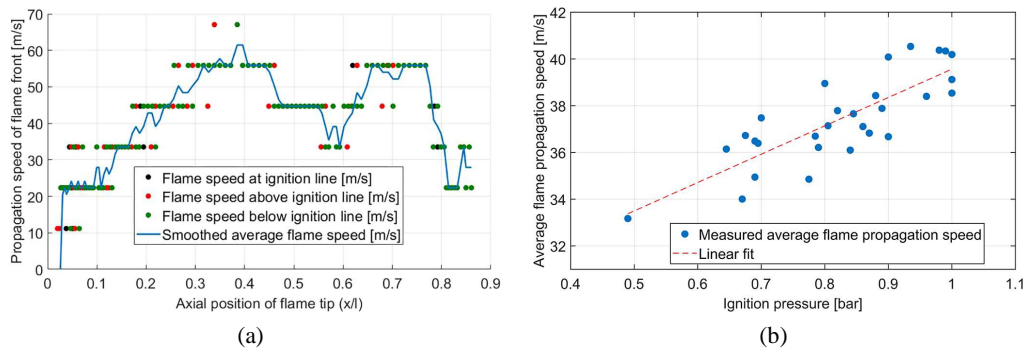 Propagation speed of flame front [m/s]
70
60
50
40
30
20
10
0
Flame speed at ignition line [m/s]
Flame speed above ignition line [m/s]
Flame speed below ignition line [m/s]
Smoothed average flame speed [m/s]
0 0.1 0.2 0.3 0.4 0.5 0.6 0.7 0.8 0.9
Axial position of flame tip (x/l)
(a)
Average flame propagation speed [m/s]
42
40
38
36
34
32
31
Measured average flame propagation speed
Linear fit
0.4 0.5 0.6 0.7 0.8 0.9 1 1.1
Ignition pressure [bar]
(b)